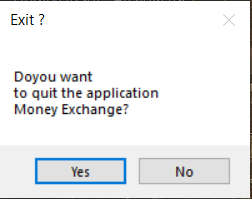 Exit ?
Doyou want
to quit the application
Money Exchange?
Yes
No